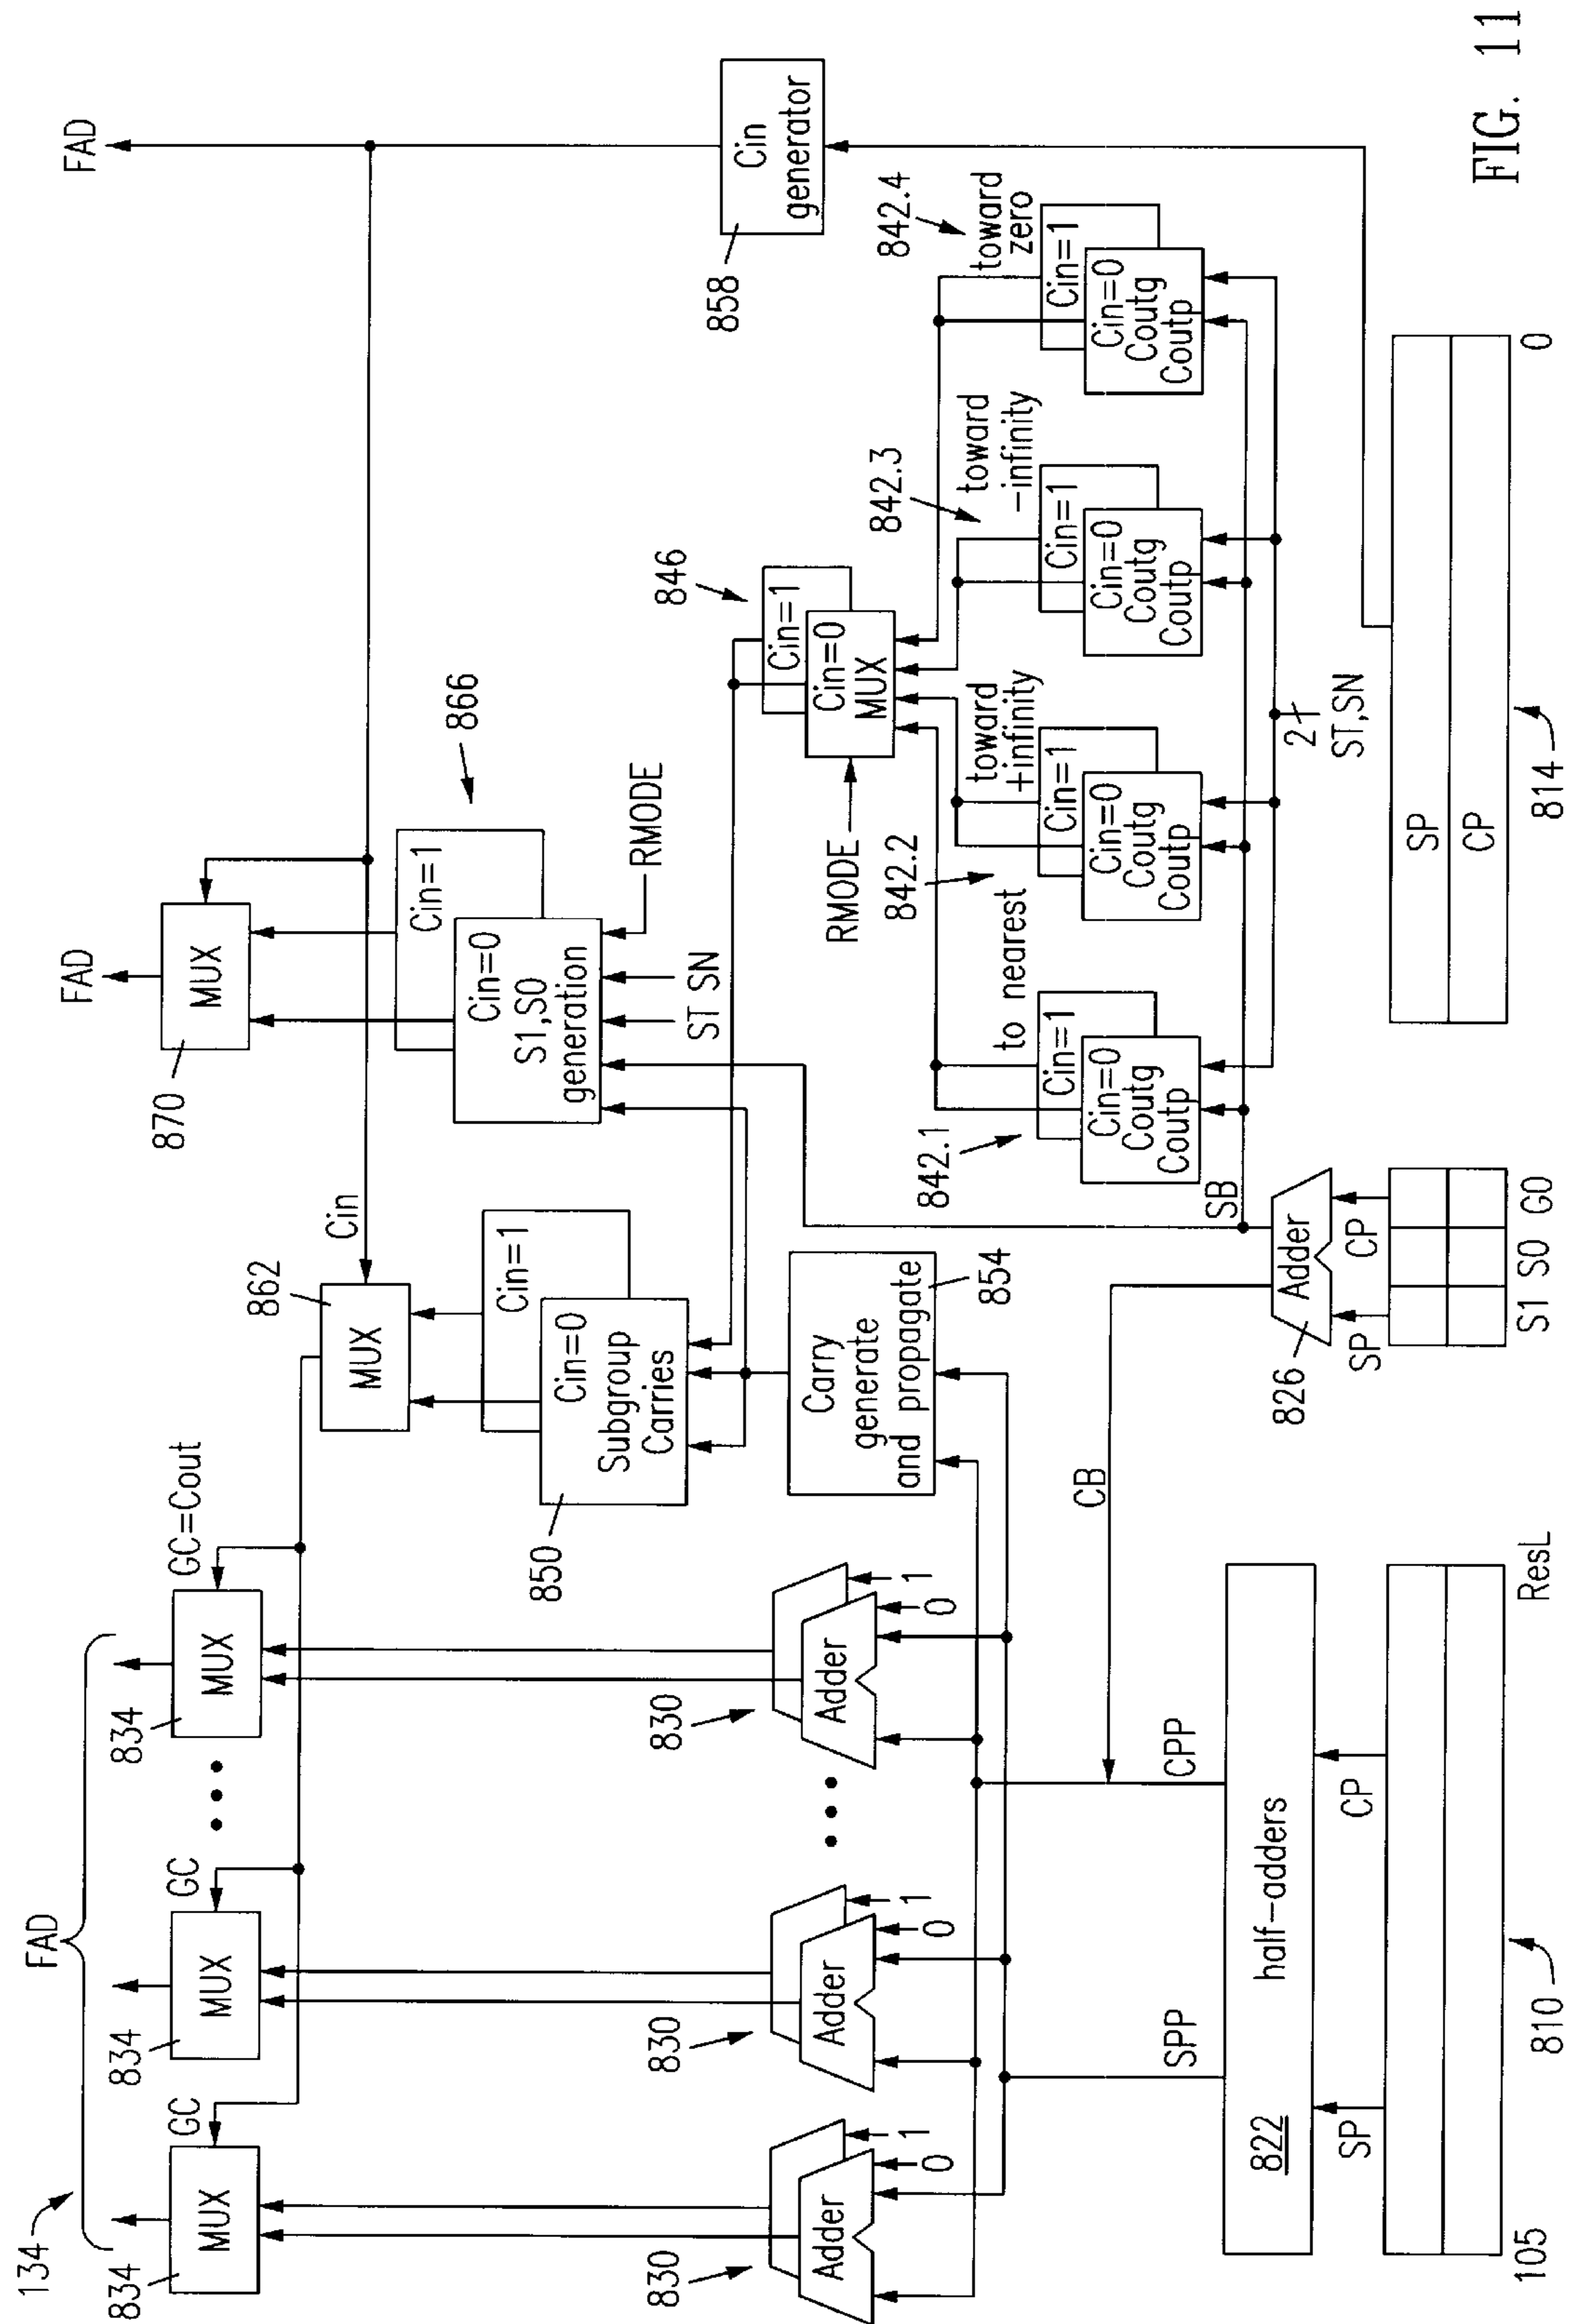 134
FAD
834
MUX
GC
834
MUX
GC
834
MUX
GC=Cout
862
MUX
Cin
870
MUX
FAD
FAD
850
Cin=1
Cin=0
Subgroup
Carries
866
Cin=1
Cin=0
S1,S0
generation
ST SN
RMODE
858
Cin
generator
830
Adder
0
1
830
Adder
0
1
830
Adder
0
1
854
Carry
generate
and propagate
846
Cin=1
Cin=0
MUX
RMODE
842.1
to nearest
Cin=1
Cin=0
Coutg
Coutp
842.2
toward
+infinity
Cin=1
Cin=0
Coutg
Coutp
842.3
toward
-infinity
Cin=1
Cin=0
Coutg
Coutp
842.4
toward
zero
Cin=1
Cin=0
Coutg
Coutp
SPP
CPP
CB
SB
2
ST,SN
822
half-adders
826
Adder
SP
CP
SP
CP
SP
CP
105
ResL
S1 S0 G0
0
810
814
FIG. 11